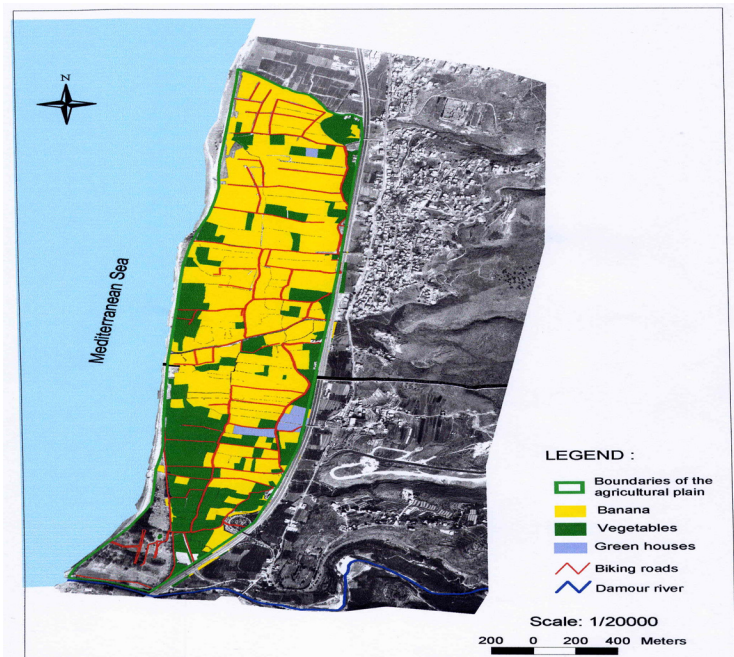 N
Mediterranean Sea
LEGEND :
Boundaries of the
agricultural plain
Banana
Vegetables
Green houses
Biking roads
Damour river
Scale: 1/20000
200 0 200 400 Meters